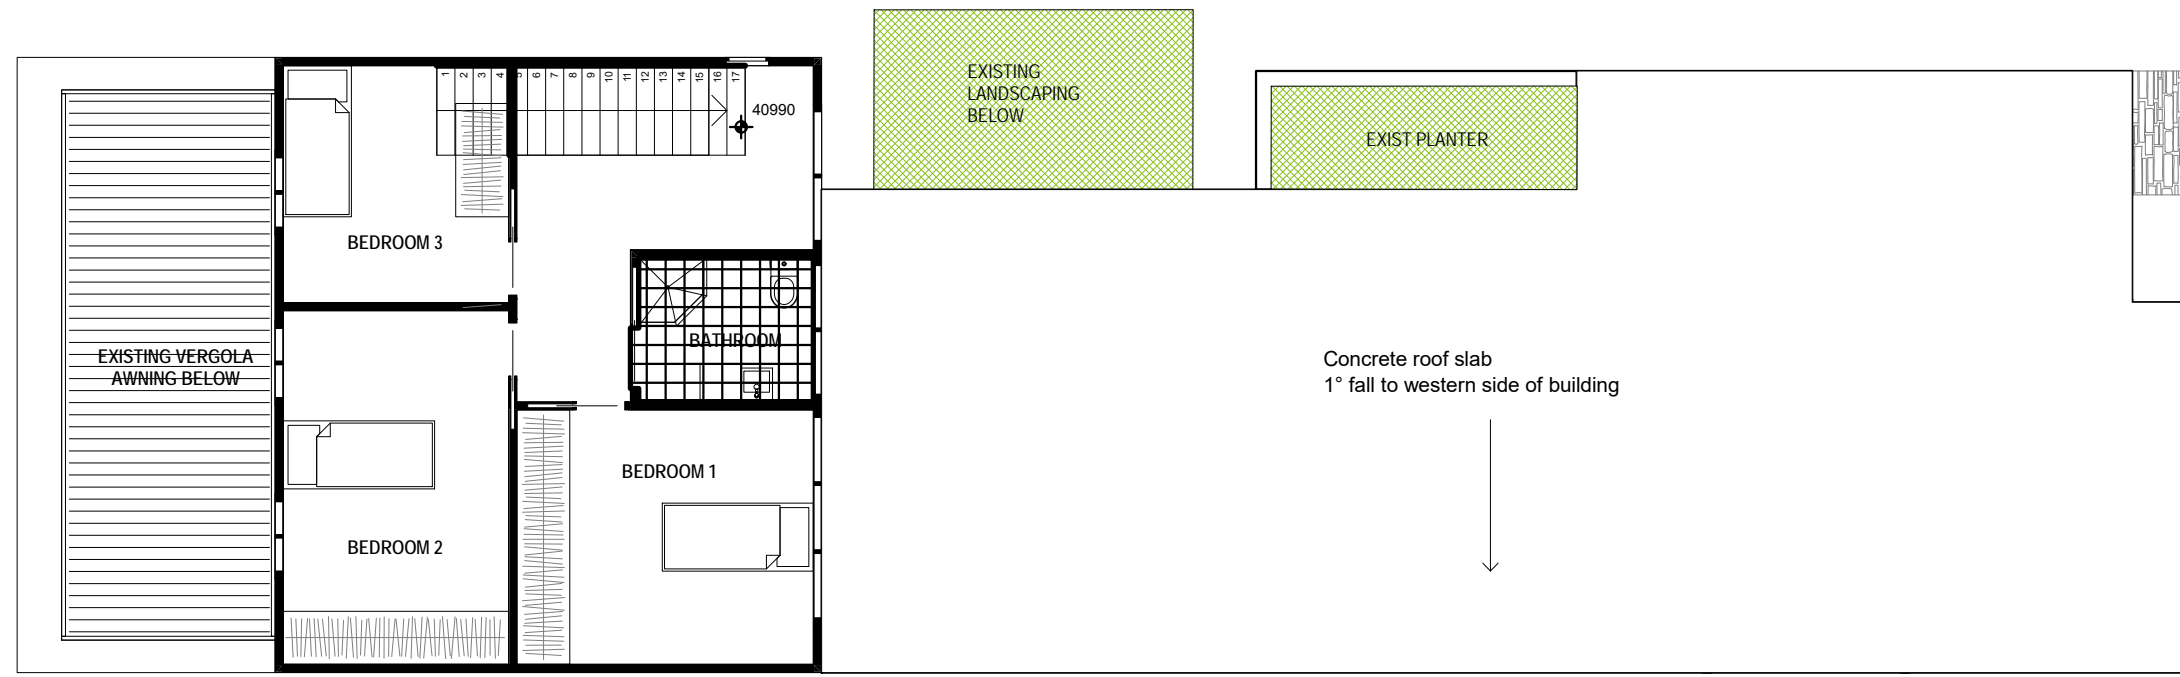 EXISTING
LANDSCAPING
BELOW
1 2 3 4 5 6 7 8 9 10 11 12 13 14 15 16 17
40990
EXIST PLANTER
BEDROOM 3
BATHROOM
EXISTING VERGOLA
AWNING BELOW
Concrete roof slab
1° fall to western side of building
BEDROOM 1
BEDROOM 2